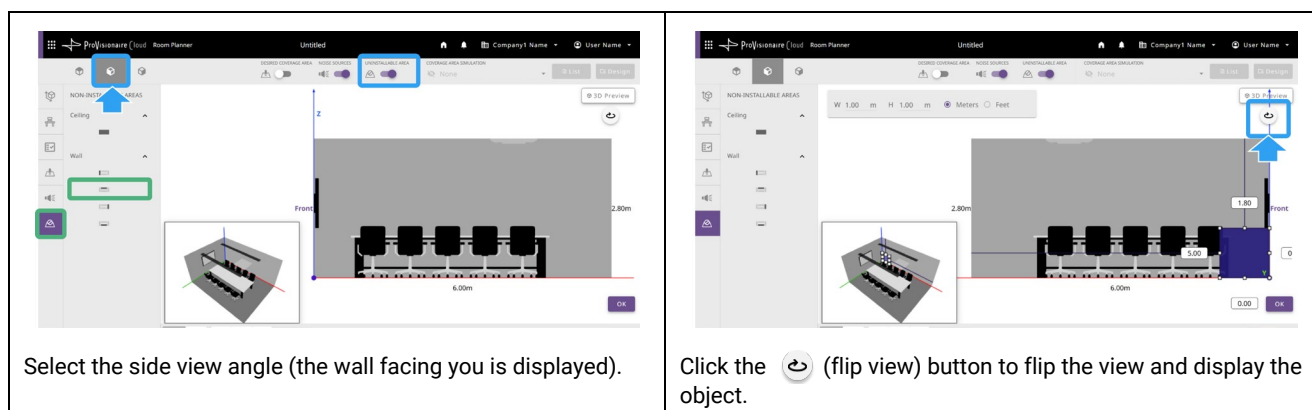 ProVisionaire Cloud Room Planner
Untitled
Company1 Name
User Name
DESIRED COVERAGE AREA
NOISE SOURCES
UNINSTALLABLE AREA
COVERAGE AREA SIMULATION
None
List
Design
NON-INSTALLABLE AREAS
Ceiling
Wall
3D Preview
Z
Front
2.80m
6.00m
OK
Select the side view angle (the wall facing you is displayed).
ProVisionaire Cloud Room Planner
Untitled
Company1 Name
User Name
DESIRED COVERAGE AREA
NOISE SOURCES
UNINSTALLABLE AREA
COVERAGE AREA SIMULATION
None
List
Design
NON-INSTALLABLE AREAS
Ceiling
Wall
W 1.00 m H 1.00 m Meters Feet
3D Preview
2.80m
1.80
Front
5.00
0
Y
6.00m
0.00
OK
Click the (flip view) button to flip the view and display the
object.